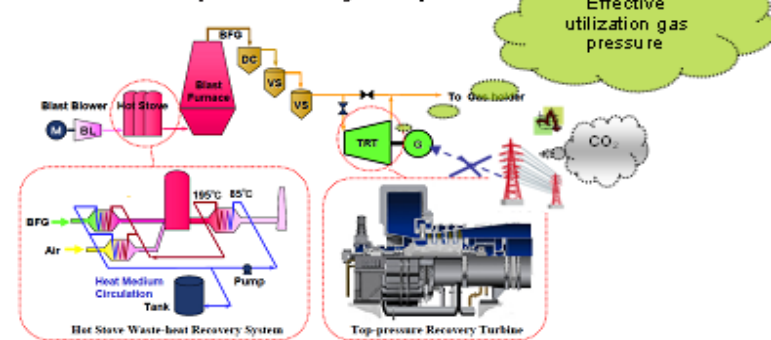 Effective
utilization gas
pressure
BFG
DC
VS
VS
Blast
Furnace
Hot Stove
Blast Blower
M
BL
To Gas holder
TRT
G
CO2
195°C
85°C
BFG
Air
Heat Medium
Circulation
Pump
Tank
Hot Stove Waste-heat Recovery System
Top-pressure Recovery Turbine